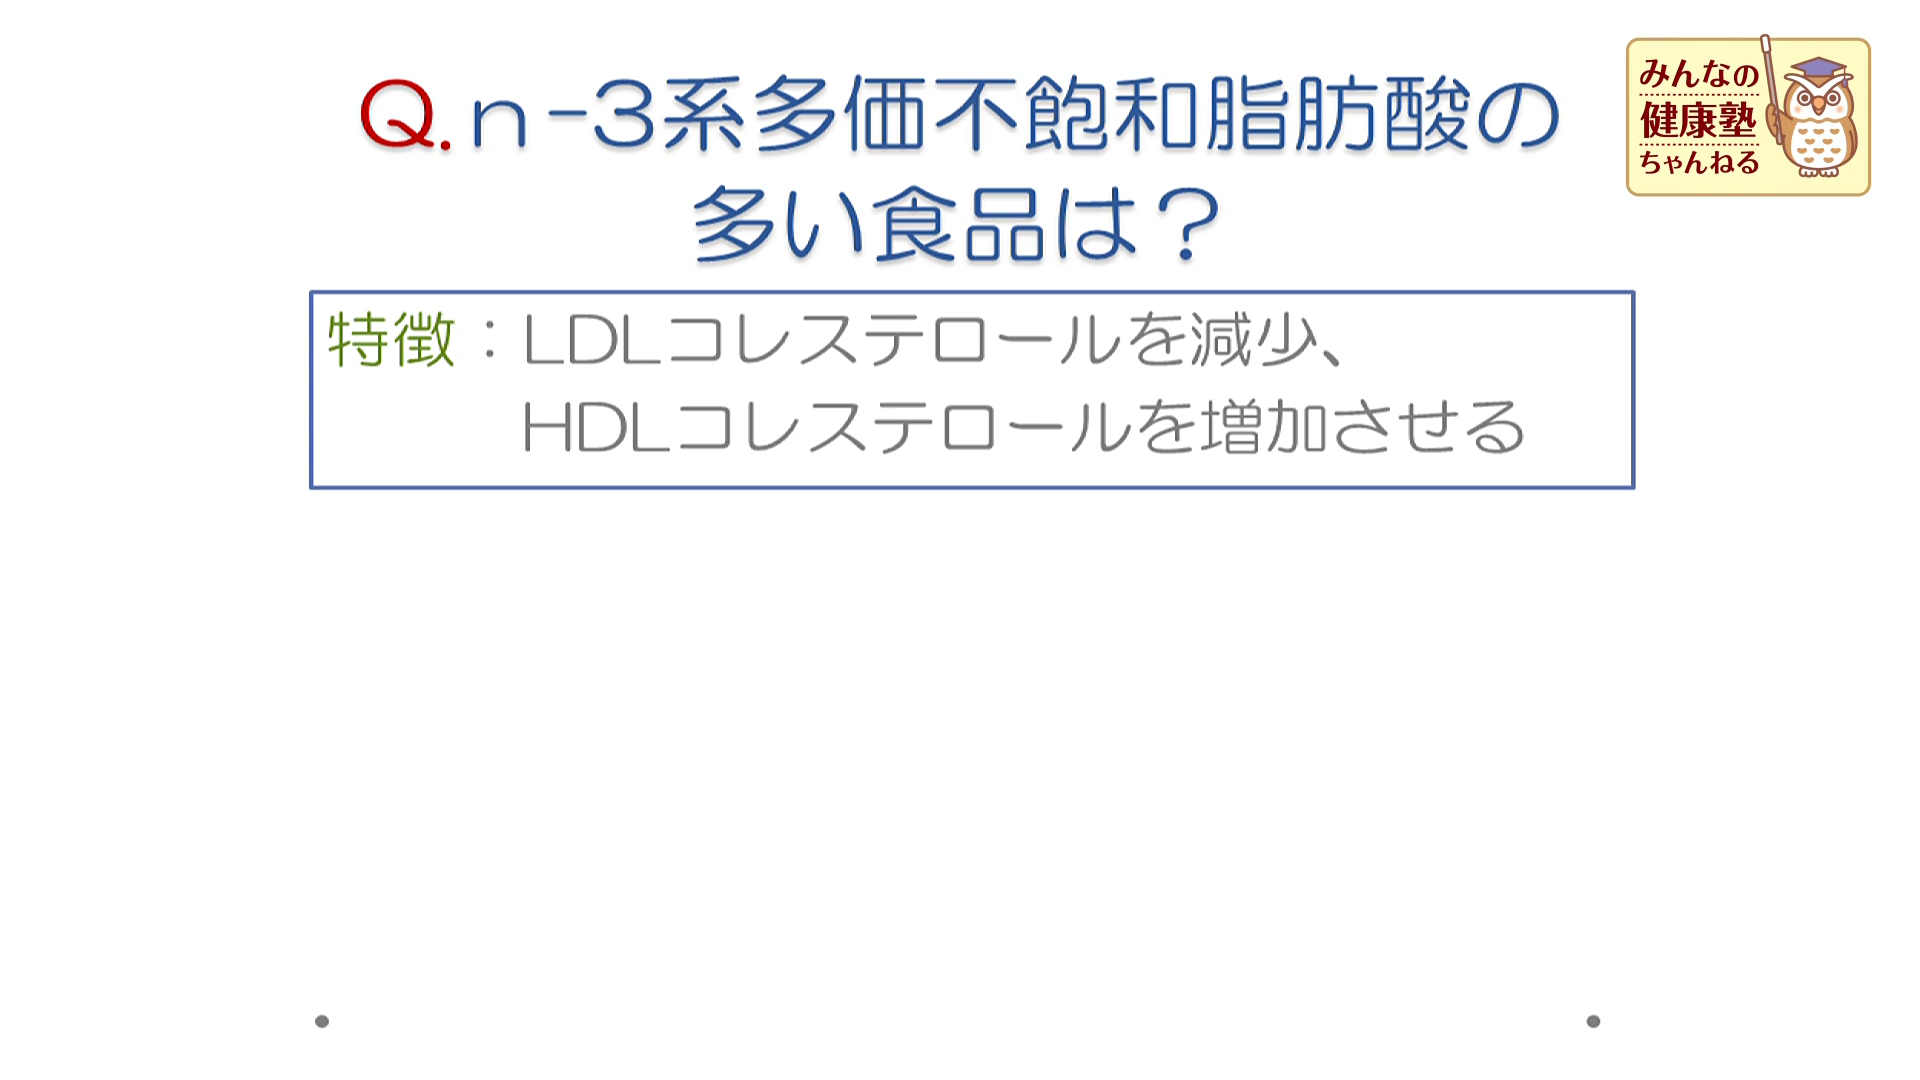 Q.n-3系多価不飽和脂肪酸の
多い食品は？
特徴：LDLコレステロールを減少、
HDLコレステロールを増加させる
みんなの
健康塾
ちゃんねる